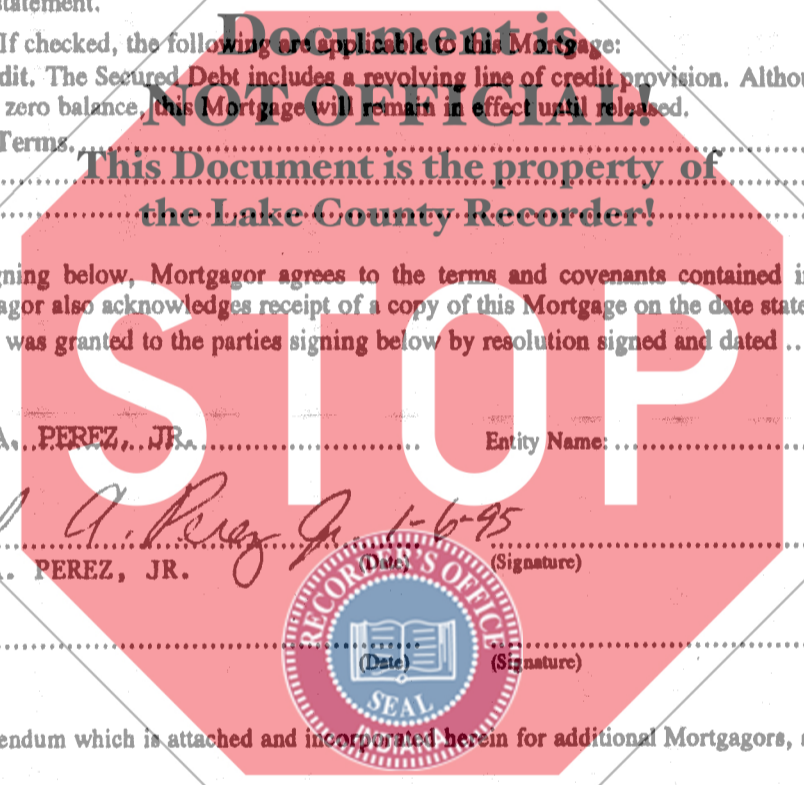 statement.
Document is
If checked, the following are applicable to this Mortgage:
dit. The Secured Debt includes a revolving line of credit provision. Althou
zero balance, this Mortgage will remain in effect until released.
NOT OFFICIAL!
Terms.
This Document is the property of
the Lake County Recorder!
gning below, Mortgagor agrees to the terms and covenants contained i
agor also acknowledges receipt of a copy of this Mortgage on the date stat
was granted to the parties signing below by resolution signed and dated
STOP
A. PEREZ, JR. Entity Name:
A. Perez Jr. 1-6-95
. PEREZ, JR. (Date) (Signature)
RECORDER'S OFFICE
(Date) (Signature)
SEAL
INDIANA
endum which is attached and incorporated herein for additional Mortgagors, s